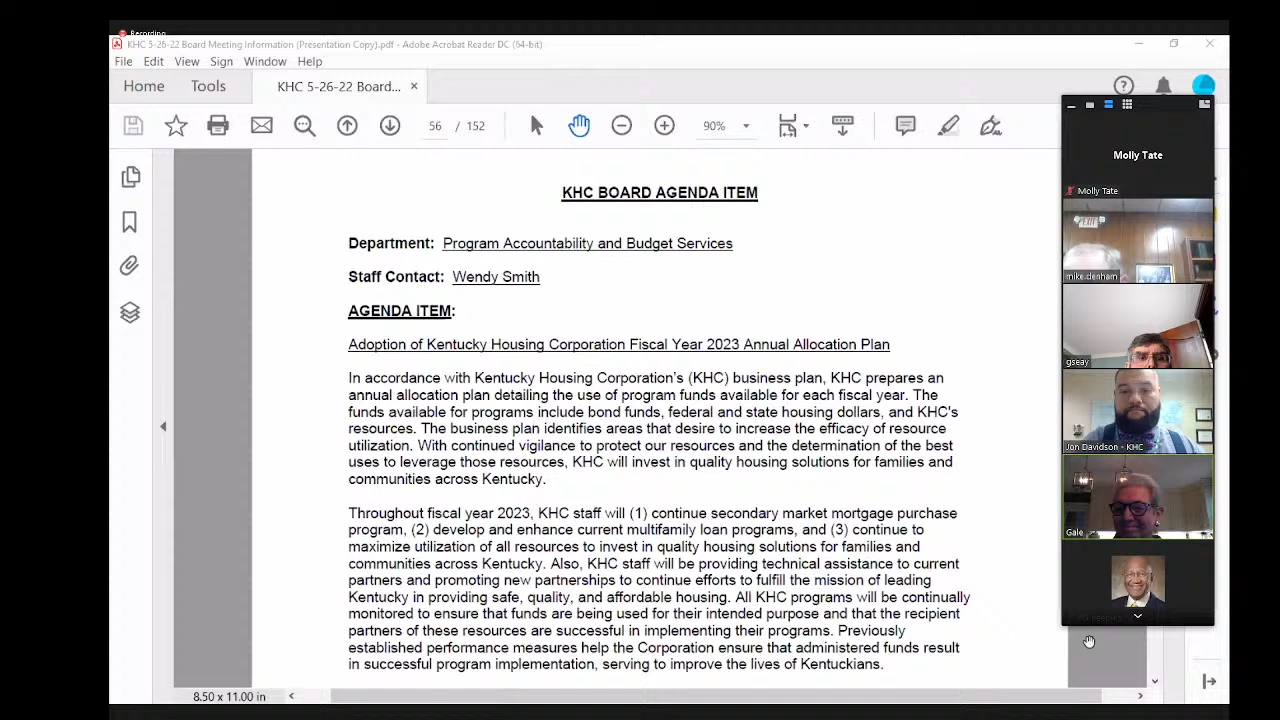 Recording
KHC 5-26-22 Board Meeting Information (Presentation Copy).pdf - Adobe Acrobat Reader DC (64-bit)
File Edit View Sign Window Help
Home Tools KHC 5-26-22 Board... ×
56 / 152 90%
KHC BOARD AGENDA ITEM
Department: Program Accountability and Budget Services
Staff Contact: Wendy Smith
AGENDA ITEM:
Adoption of Kentucky Housing Corporation Fiscal Year 2023 Annual Allocation Plan
In accordance with Kentucky Housing Corporation's (KHC) business plan, KHC prepares an
annual allocation plan detailing the use of program funds available for each fiscal year. The
funds available for programs include bond funds, federal and state housing dollars, and KHC's
resources. The business plan identifies areas that desire to increase the efficacy of resource
utilization. With continued vigilance to protect our resources and the determination of the best
uses to leverage those resources, KHC will invest in quality housing solutions for families and
communities across Kentucky.
Throughout fiscal year 2023, KHC staff will (1) continue secondary market mortgage purchase
program, (2) develop and enhance current multifamily loan programs, and (3) continue to
maximize utilization of all resources to invest in quality housing solutions for families and
communities across Kentucky. Also, KHC staff will be providing technical assistance to current
partners and promoting new partnerships to continue efforts to fulfill the mission of leading
Kentucky in providing safe, quality, and affordable housing. All KHC programs will be continually
monitored to ensure that funds are being used for their intended purpose and that the recipient
partners of these resources are successful in implementing their programs. Previously
established performance measures help the Corporation ensure that administered funds result
in successful program implementation, serving to improve the lives of Kentuckians.
8.50 x 11.00 in
Molly Tate
Molly Tate
EXIT
mike.denham
gseay
Jon Davidson - KHC
Gale